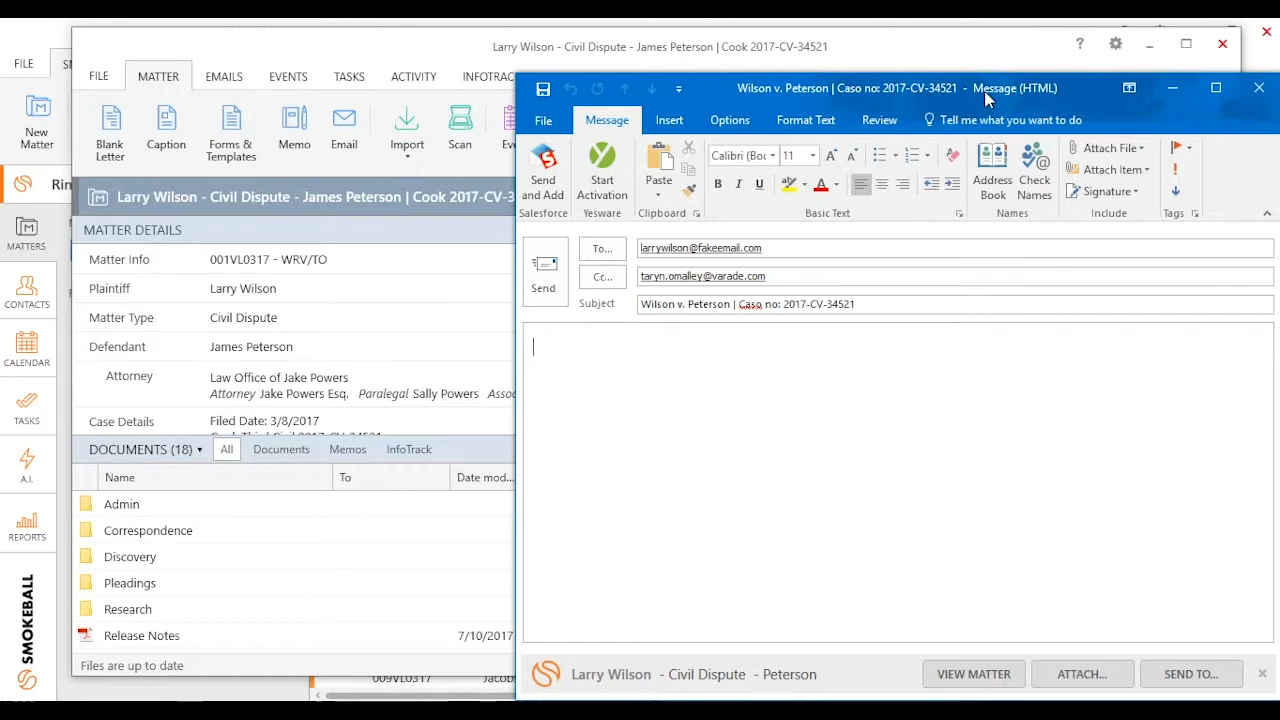 Larry Wilson - Civil Dispute - James Peterson | Cook 2017-CV-34521
FILE
FILE MATTER EMAILS EVENTS TASKS ACTIVITY INFOTRAC
New Matter
Blank Letter
Caption
Forms & Templates
Memo
Email
Import
Scan
Larry Wilson - Civil Dispute - James Peterson | Cook 2017-CV-3
MATTER DETAILS
Matter Info 001VL0317 - WRV/TO
Plaintiff Larry Wilson
Matter Type Civil Dispute
Defendant James Peterson
Attorney Law Office of Jake Powers
Attorney Jake Powers Esq. Paralegal Sally Powers Asso
Case Details Filed Date: 3/8/2017
DOCUMENTS (18) All Documents Memos InfoTrack
Name To Date mod...
Admin
Correspondence
Discovery
Pleadings
Research
Release Notes 7/10/2017
Files are up to date
009VL0317 Jacob
MATTERS
CONTACTS
CALENDAR
TASKS
A.I.
REPORTS
SMOKEBALL
Rin
Wilson v. Peterson | Caso no: 2017-CV-34521 - Message (HTML)
File Message Insert Options Format Text Review Tell me what you want to do
Send and Add
Salesforce
Start Activation
Yesware
Paste
Clipboard
Calibri (Boc 11
B I U A
Basic Text
Address Book
Check Names
Names
Attach File
Attach Item
Signature
Include
Tags
Send
To... larrywilson@fakeemail.com
Cc... taryn.omalley@varade.com
Subject Wilson v. Peterson | Caso no: 2017-CV-34521
Larry Wilson - Civil Dispute - Peterson
VIEW MATTER
ATTACH...
SEND TO...